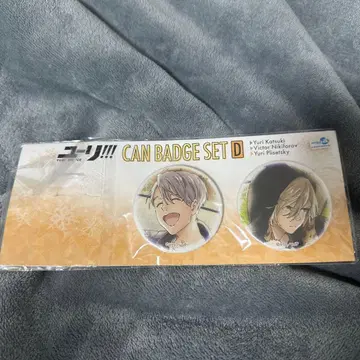 ユーリ!!!
CAN BADGE SET D
Yuri Katsuki
Victor Nikiforov
Yuri Plisetsky